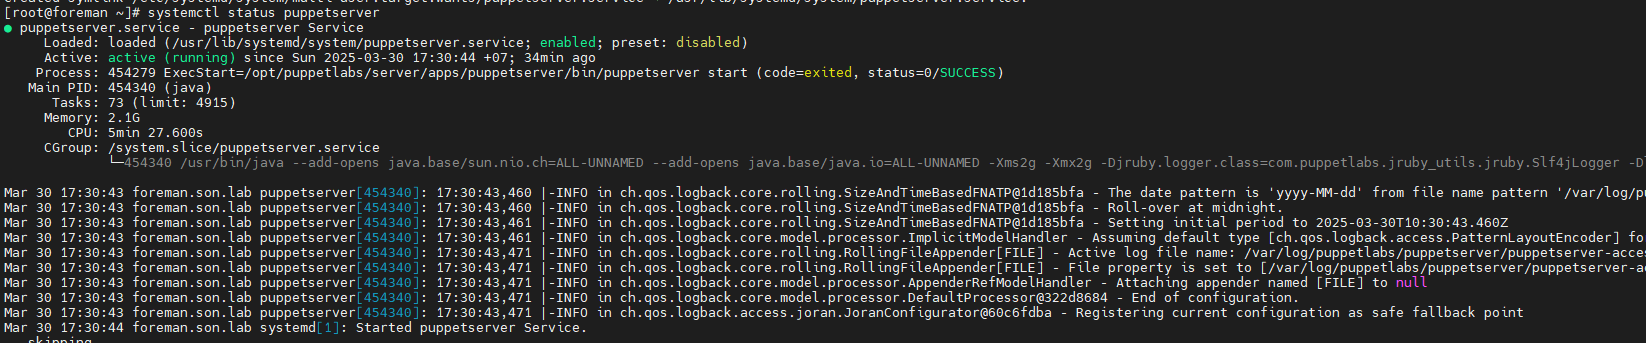 [root@foreman ~]# systemctl status puppetserver
● puppetserver.service - puppetserver Service
Loaded: loaded (/usr/lib/systemd/system/puppetserver.service; enabled; preset: disabled)
Active: active (running) since Sun 2025-03-30 17:30:44 +07; 34min ago
Process: 454279 ExecStart=/opt/puppetlabs/server/apps/puppetserver/bin/puppetserver start (code=exited, status=0/SUCCESS)
Main PID: 454340 (java)
Tasks: 73 (limit: 4915)
Memory: 2.1G
CPU: 5min 27.600s
CGroup: /system.slice/puppetserver.service
└─454340 /usr/bin/java --add-opens java.base/sun.nio.ch=ALL-UNNAMED --add-opens java.base/java.io=ALL-UNNAMED -Xms2g -Xmx2g -Djruby.logger.class=com.puppetlabs.jruby_utils.jruby.Slf4jLogger -D
Mar 30 17:30:43 foreman.son.lab puppetserver[454340]: 17:30:43,460 |-INFO in ch.qos.logback.core.rolling.SizeAndTimeBasedFNATP@1d185bfa - The date pattern is 'yyyy-MM-dd' from file name pattern '/var/log/pu
Mar 30 17:30:43 foreman.son.lab puppetserver[454340]: 17:30:43,460 |-INFO in ch.qos.logback.core.rolling.SizeAndTimeBasedFNATP@1d185bfa - Roll-over at midnight.
Mar 30 17:30:43 foreman.son.lab puppetserver[454340]: 17:30:43,461 |-INFO in ch.qos.logback.core.rolling.SizeAndTimeBasedFNATP@1d185bfa - Setting initial period to 2025-03-30T10:30:43.460Z
Mar 30 17:30:43 foreman.son.lab puppetserver[454340]: 17:30:43,461 |-INFO in ch.qos.logback.core.model.processor.ImplicitModelHandler - Assuming default type [ch.qos.logback.access.PatternLayoutEncoder] fo
Mar 30 17:30:43 foreman.son.lab puppetserver[454340]: 17:30:43,471 |-INFO in ch.qos.logback.core.rolling.RollingFileAppender[FILE] - Active log file name: /var/log/puppetlabs/puppetserver/puppetserver-acce
Mar 30 17:30:43 foreman.son.lab puppetserver[454340]: 17:30:43,471 |-INFO in ch.qos.logback.core.rolling.RollingFileAppender[FILE] - File property is set to [/var/log/puppetlabs/puppetserver/puppetserver-a
Mar 30 17:30:43 foreman.son.lab puppetserver[454340]: 17:30:43,471 |-INFO in ch.qos.logback.core.model.processor.AppenderRefModelHandler - Attaching appender named [FILE] to null
Mar 30 17:30:43 foreman.son.lab puppetserver[454340]: 17:30:43,471 |-INFO in ch.qos.logback.core.model.processor.DefaultProcessor@322d8684 - End of configuration.
Mar 30 17:30:43 foreman.son.lab puppetserver[454340]: 17:30:43,471 |-INFO in ch.qos.logback.access.joran.JoranConfigurator@60c6fdba - Registering current configuration as safe fallback point
Mar 30 17:30:44 foreman.son.lab systemd[1]: Started puppetserver Service.